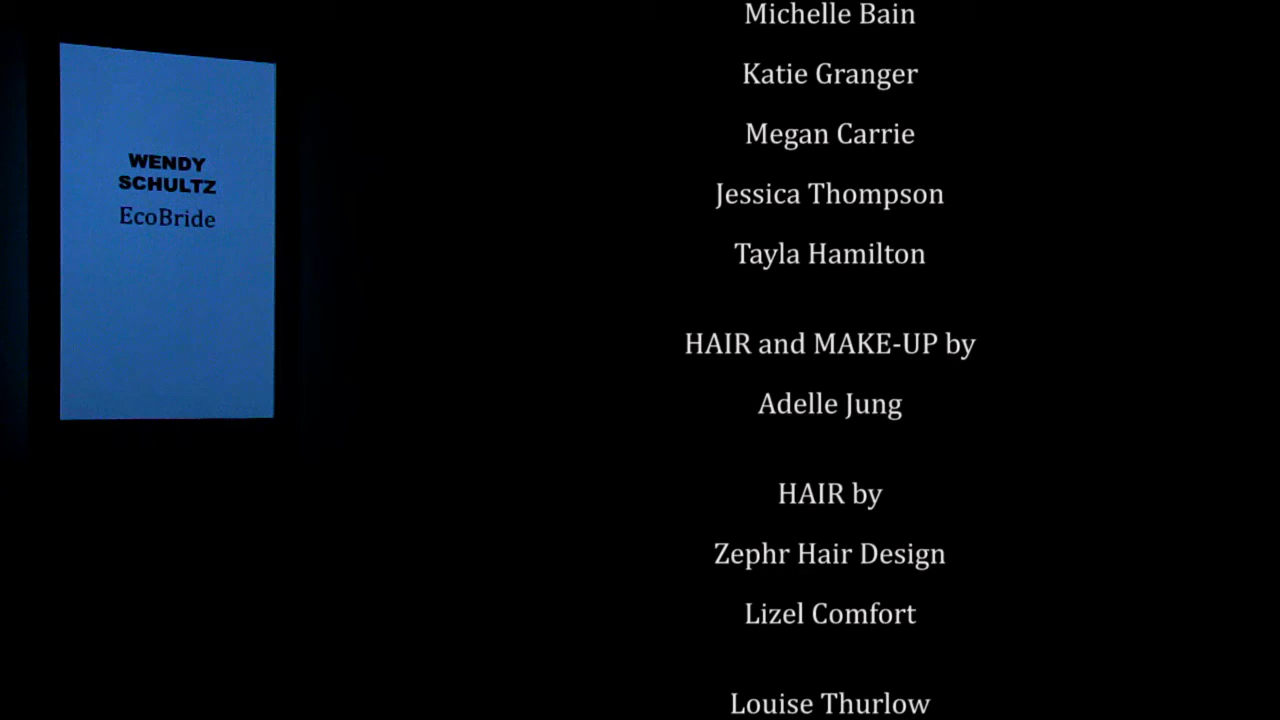 WENDY
SCHULTZ
EcoBride
Michelle Bain
Katie Granger
Megan Carrie
Jessica Thompson
Tayla Hamilton
HAIR and MAKE-UP by
Adelle Jung
HAIR by
Zephr Hair Design
Lizel Comfort
Louise Thurlow